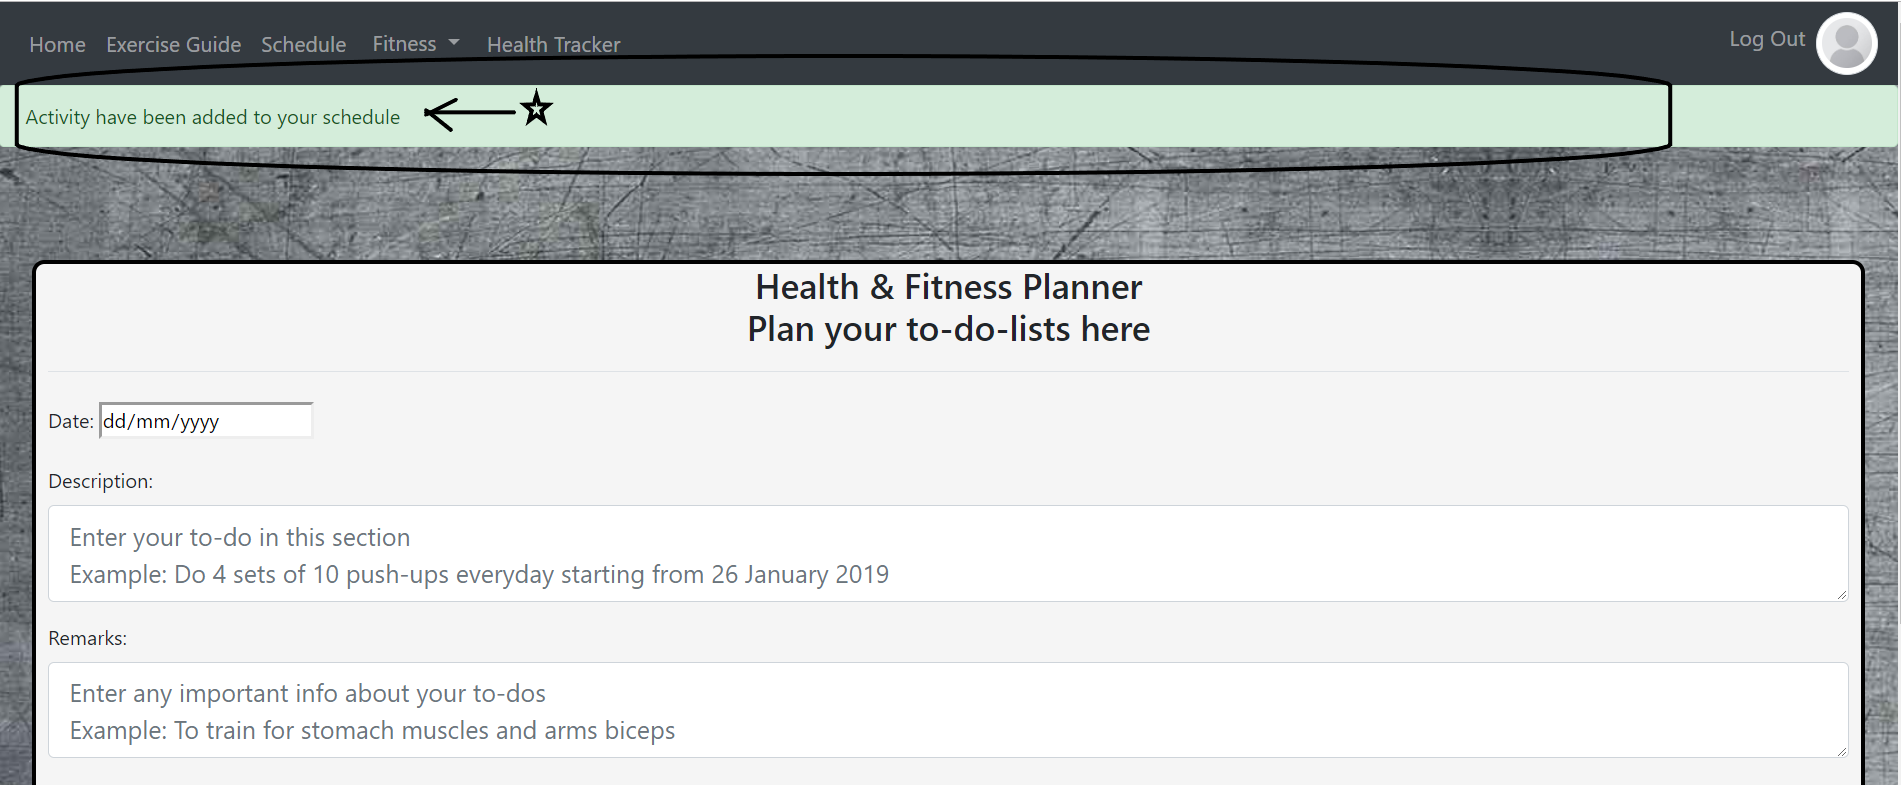 Home Exercise Guide Schedule Fitness Health Tracker Log Out
Activity have been added to your schedule
Health & Fitness Planner
Plan your to-do-lists here
Date: dd/mm/yyyy
Description:
Enter your to-do in this section
Example: Do 4 sets of 10 push-ups everyday starting from 26 January 2019
Remarks:
Enter any important info about your to-dos
Example: To train for stomach muscles and arms biceps